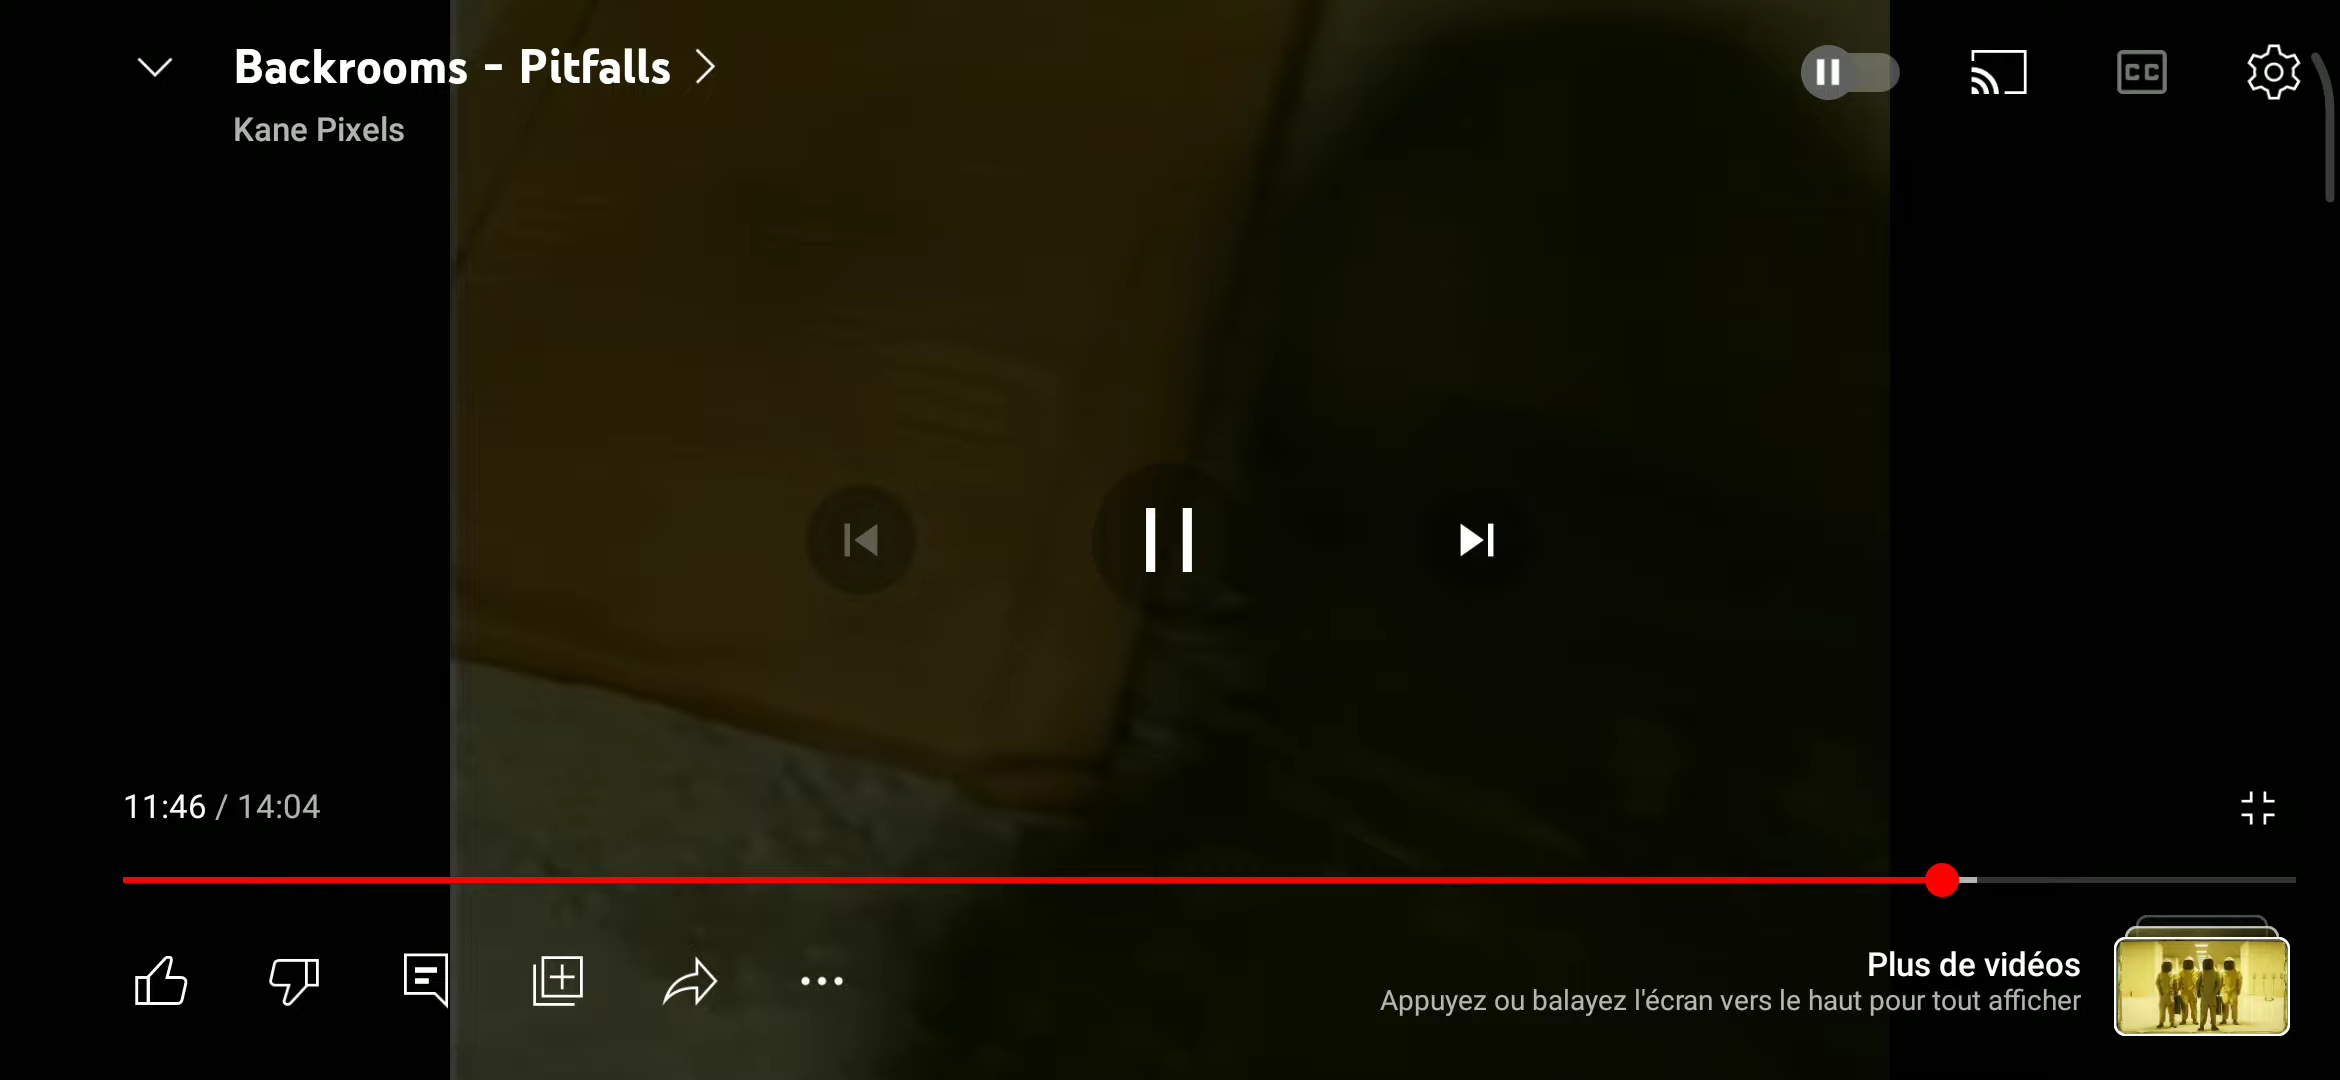 Backrooms - Pitfalls
Kane Pixels
CC
11:46 / 14:04
Plus de vidéos
Appuyez ou balayez l'écran vers le haut pour tout afficher